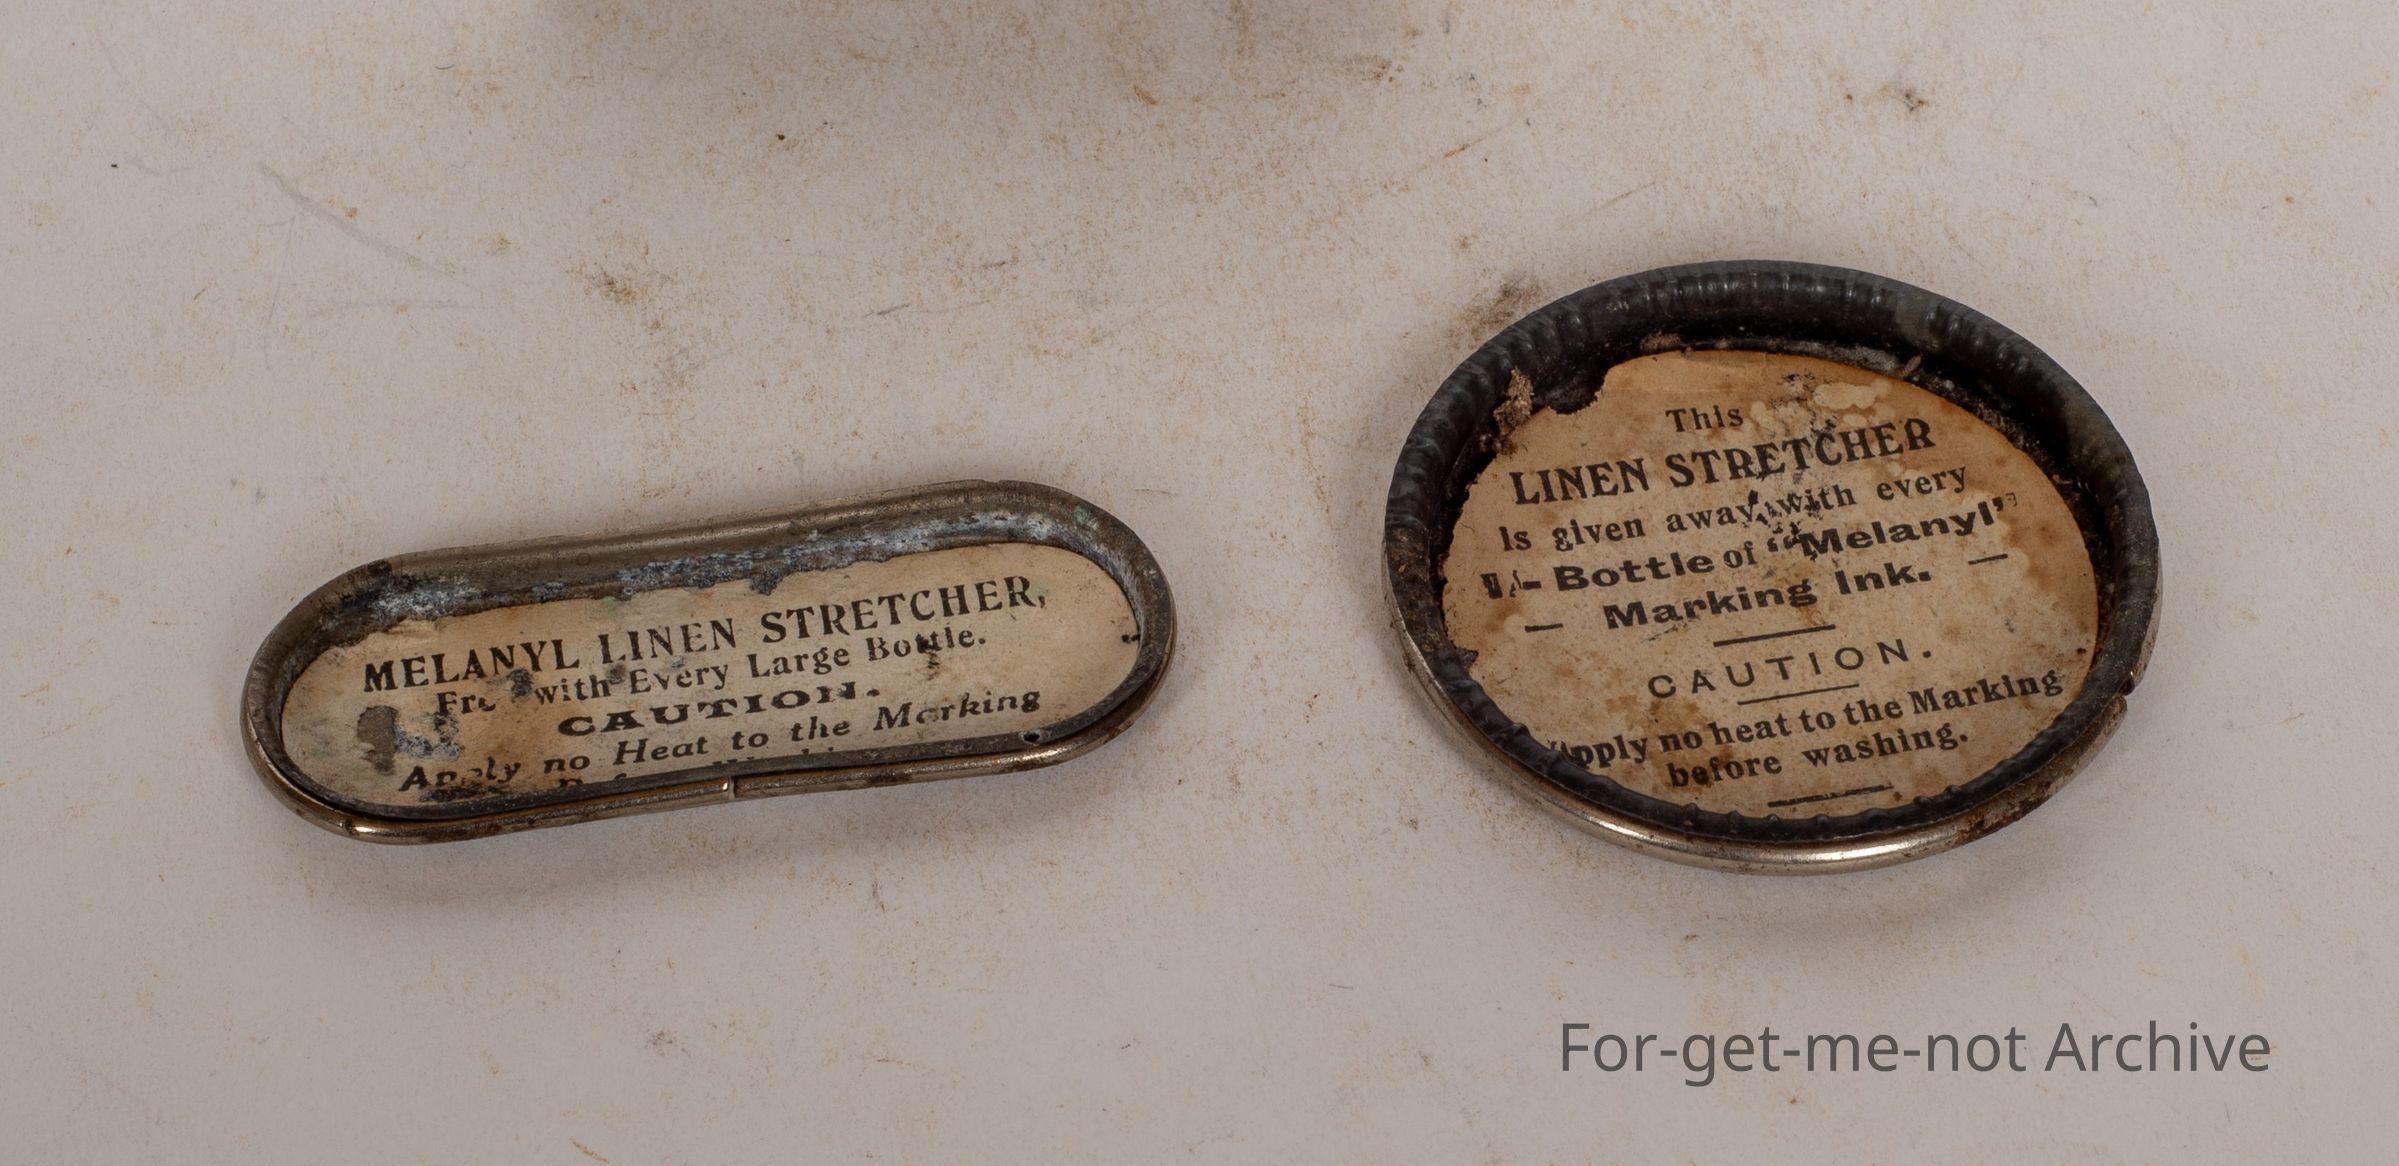 MELANYL LINEN STRETCHER,
with Every Large Bottle.
CAUTION.
Apply no Heat to the Marking
This
LINEN STRETCHER
is given away with every
1/- Bottle of "Melanyl"
— Marking Ink. —
CAUTION.
Apply no heat to the Marking
before washing.
For-get-me-not Archive